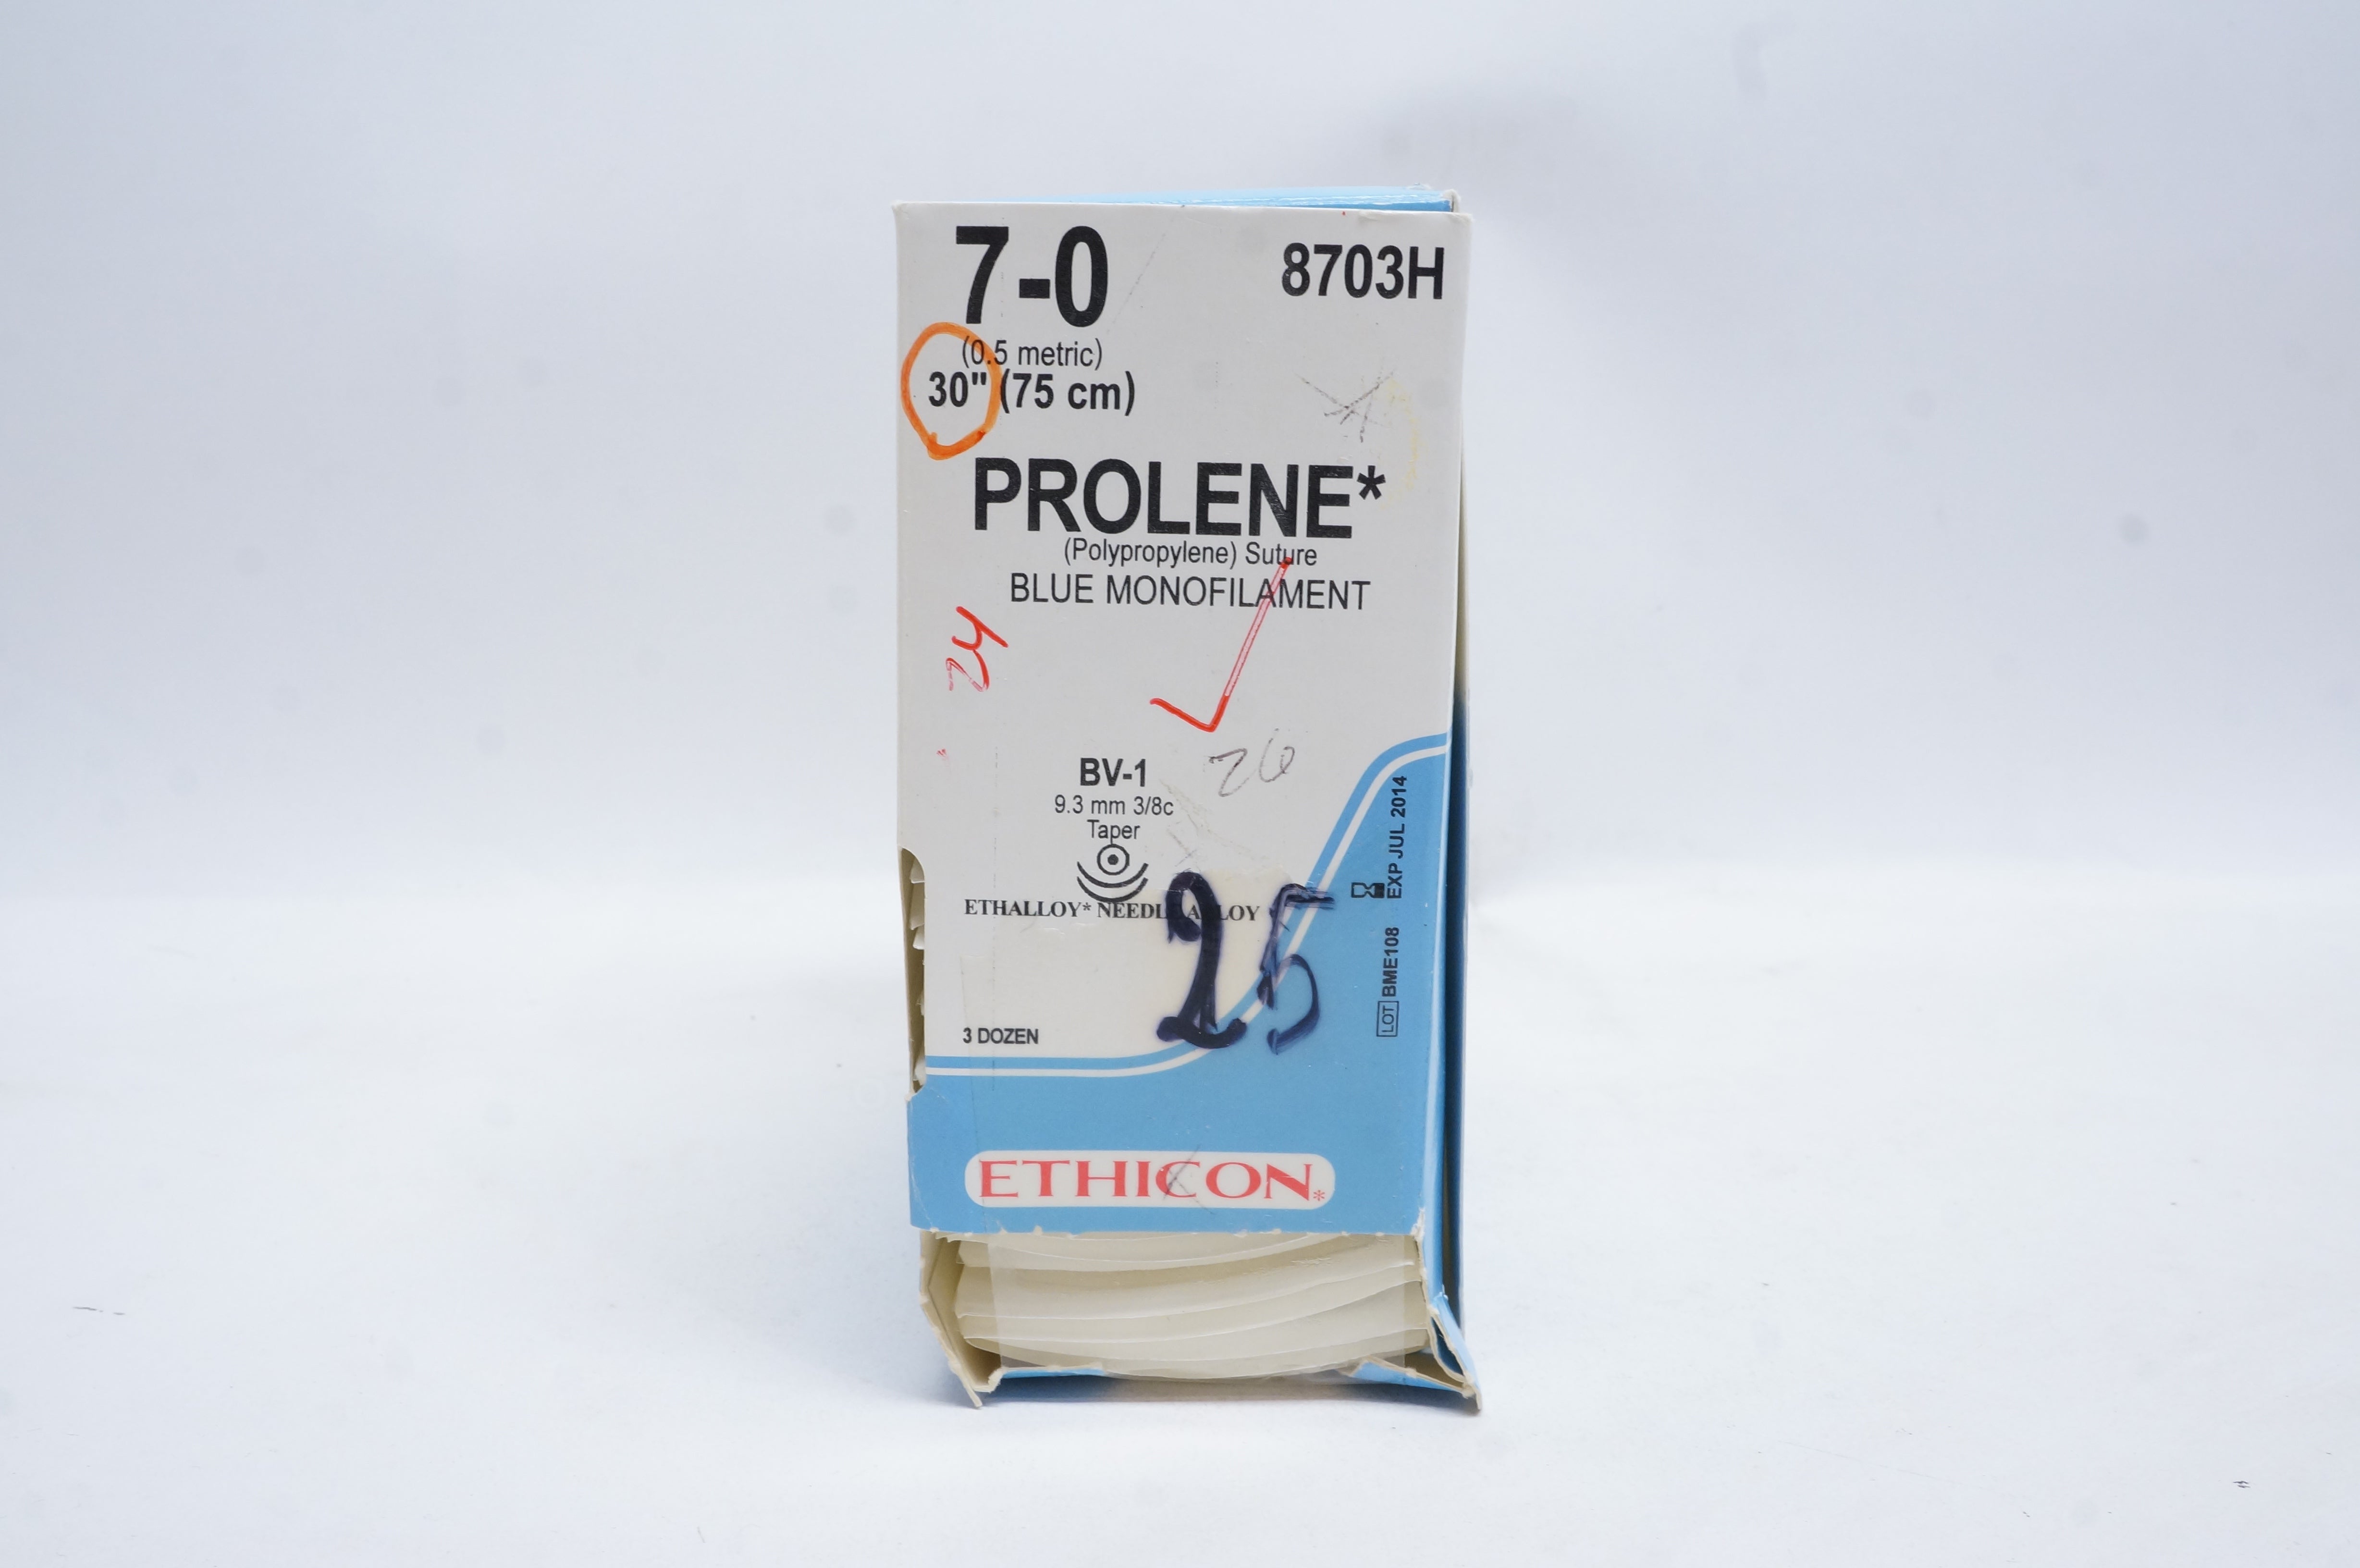 7-0
8703H
(0.5 metric)
30" (75 cm)
PROLENE*
(Polypropylene) Suture
BLUE MONOFILAMENT
24
26
BV-1
9.3 mm 3/8c
Taper
ETHALLOY* NEEDLE ALLOY
25
3 DOZEN
LOT BME108 EXP JUL 2014
ETHICON*